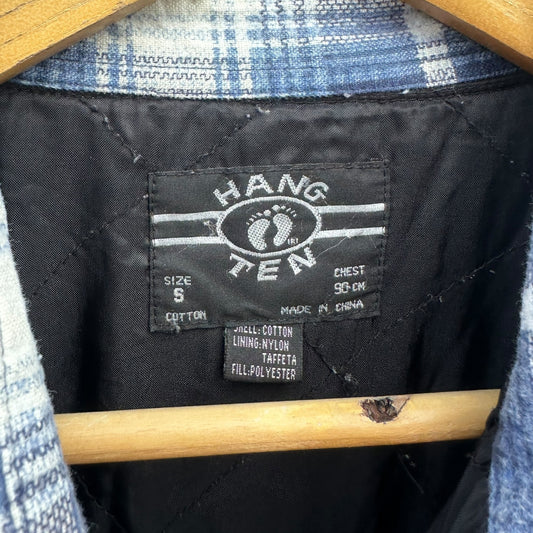 HANG
(R)
TEN
SIZE
S
COTTON
CHEST
90-CM
MADE IN CHINA
SHELL:COTTON
LINING:NYLON
TAFFETA
FILL:POLYESTER